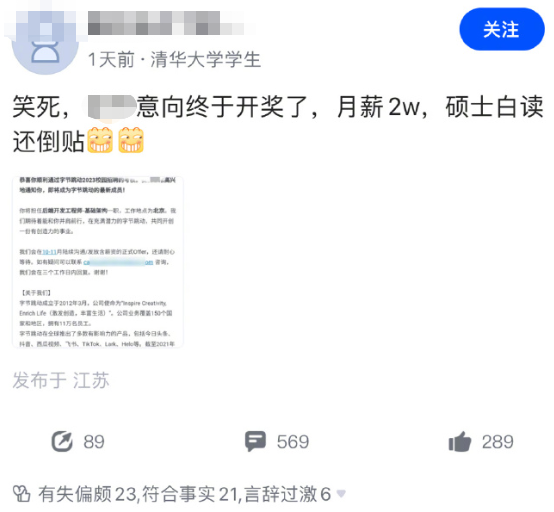 关注
1天前 · 清华大学学生
笑死，意向终于开奖了，月薪2w，硕士白读
还倒贴
恭喜你顺利通过字节跳动2023校园招聘
地通知你，即将成为字节跳动的最新成员！
你将担任后端开发工程师-基础架构一职，工作地点为北京。我
们期待着能和你并肩前行，在充满潜力的字节跳动，共同开创
一份有创造力的事业。
我们会在10-11月陆续沟通/发放含薪资的正式Offer，还请耐心
等待。如有疑问可以联系 咨询，
我们会在三个工作日内回复。谢谢！
【关于我们】
字节跳动成立于2012年3月，公司使命为“Inspire Creativity,
Enrich Life（激发创造，丰富生活）”。公司业务覆盖150个国
家和地区，拥有11万名员工。
字节跳动在全球推出了多款有影响力的产品，包括今日头条、
抖音、西瓜视频、飞书、TikTok、Lark、Helo等。截至2021年
发布于 江苏
89
569
289
有失偏颇 23,符合事实 21,言辞过激 6